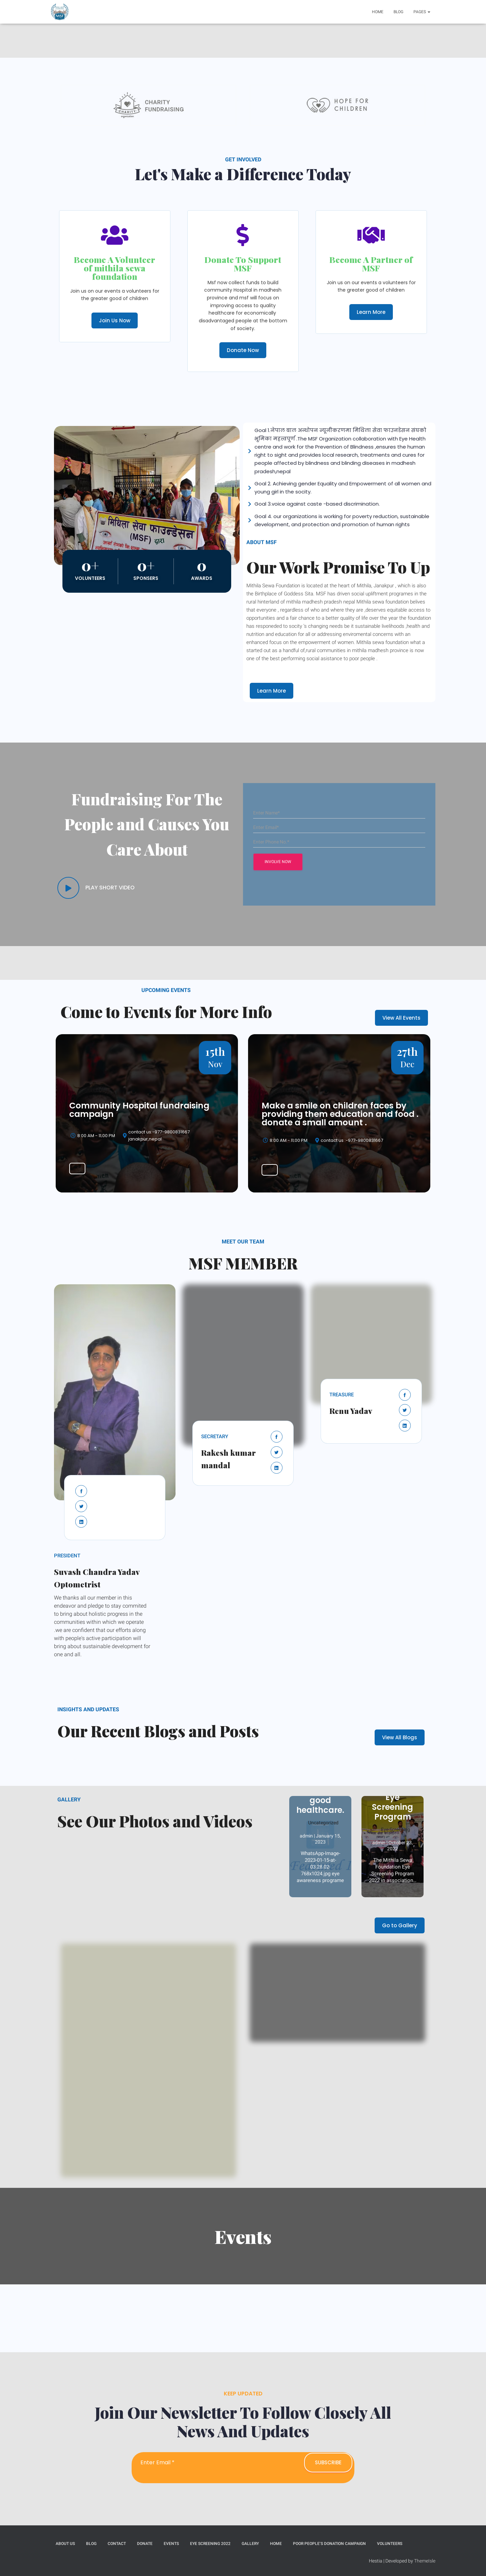 HOME
BLOG
PAGES
CHARITY
FUNDRAISING
HOPE FOR
CHILDREN
GET INVOLVED
Let's Make a Difference Today
Become A Volunteer
of mithila sewa
foundation
Join us on our events a volunteers for
the greater good of children
Join Us Now
Donate To Support
MSF
Msf now collect funds to build
community Hospital in madhesh
province and msf will focus on
improving access to quality
healthcare for economically
disadvantaged people at the bottom
of society.
Donate Now
Become A Partner of
MSF
Join us on our events a volunteers for
the greater good of children
Learn More
मिथिला सेवा फाउन्डेसन
0+
VOLUNTEERS
0+
SPONSERS
0
AWARDS
Goal 1.नेपाल बाल अन्धोपन न्यूनीकरणमा मिथिला सेवा फाउनडेसन संघको
भूमिका महत्वपूर्ण .The MSF Organization collaboration with Eye Health
centre and work for the Prevention of Blindness ,ensures the human
right to sight and provides local research, treatments and cures for
people affected by blindness and blinding diseases in madhesh
pradesh,nepal
Goal 2. Achieving gender Equality and Empowerment of all women and
young girl in the socity.
Goal 3.voice against caste -based discrimination
Goal 4. our organizations is working for poverty reduction, sustainable
development, and protection and promotion of human rights
ABOUT MSF
Our Work Promise To Up
Mithila Sewa Foundation is located at the heart of Mithila, Janakpur , which is also
the Birthplace of Goddess Sita. MSF has driven social upliftment programes in the
rural hinterland of mithila madhesh pradesh nepal Mithila sewa foundation belives
that everyone , regardless of who and where they are ,deserves equitable access to
opportunities and a fair chance to a better quality of life over the year the foundation
has responeded to socity 's changing needs be it sustainable livelihoods ,health and
nutrition and education for all or addressing enviromental concerns with an
enhanced focus on the empowerment of women .Mithila sewa foundation what a
started out as a handful of,rural communities in mithila madhesh province is now
one of the best performing social assistance to poor people .
Learn More
Fundraising For The
People and Causes You
Care About
PLAY SHORT VIDEO
INVOLVE NOW
UPCOMING EVENTS
Come to Events for More Info
View All Events
15th
Nov
Community Hospital fundraising
campaign
8:00 AM - 5:00 PM
contact us :-977-9800831667
janakpur,nepal
27th
Dec
Make a smile on children faces by
providing them education and food .
donate a small amount .
8:00 AM - 11:00 PM
contact us :-977-9800831667
MEET OUR TEAM
MSF MEMBER
SECRETARY
Rakesh kumar
mandal
TREASURE
Renu Yadav
PRESIDENT
Suvash Chandra Yadav
Optometrist
We thanks all our member in this
endeavor and pledge to stay commited
to bring about holistic progress in the
communities within which we operate
.we are confident that our efforts along
with people's active participation will
bring about sustainable development for
one and all.
INSIGHTS AND UPDATES
Our Recent Blogs and Posts
View All Blogs
GALLERY
See Our Photos and Videos
good
healthcare.
Uncategorized
admin | January 15,
2023
WhatsApp-Image-
2023-01-15-at-
03.28.02-
768x1024.jpg eye
awareness programe
Eye
Screening
Program
The Mithila Sewa
Foundation Eye
Screening Program
2022 in association...
Go to Gallery
Events
KEEP UPDATED
Join Our Newsletter To Follow Closely All
News And Updates
Enter Email *
SUBSCRIBE
ABOUT US
BLOG
CONTACT
DONATE
EVENTS
EYE SCREENING 2022
GALLERY
HOME
POOR PEOPLE'S DONATION CAMPAIGN
VOLUNTEERS
Hestia | Developed by ThemeIsle